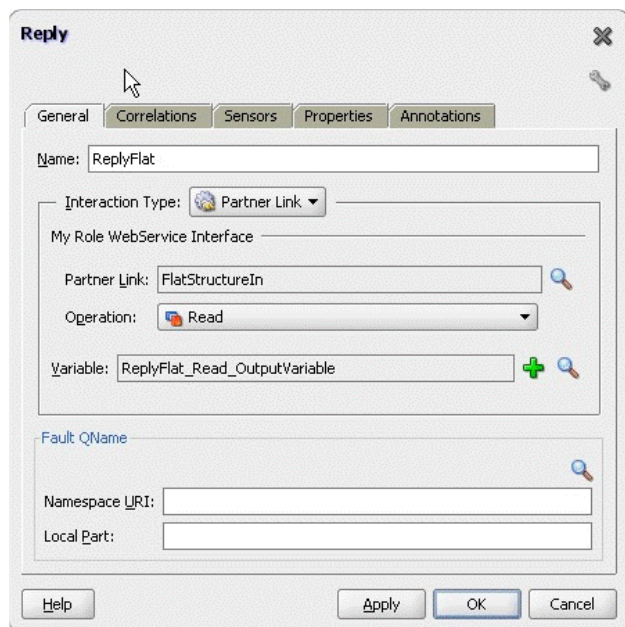 Reply
General Correlations Sensors Properties Annotations
Name: ReplyFlat
Interaction Type: Partner Link
My Role WebService Interface
Partner Link: FlatStructureIn
Operation: Read
Variable: ReplyFlat_Read_OutputVariable
Fault QName
Namespace URI:
Local Part:
Help Apply OK Cancel